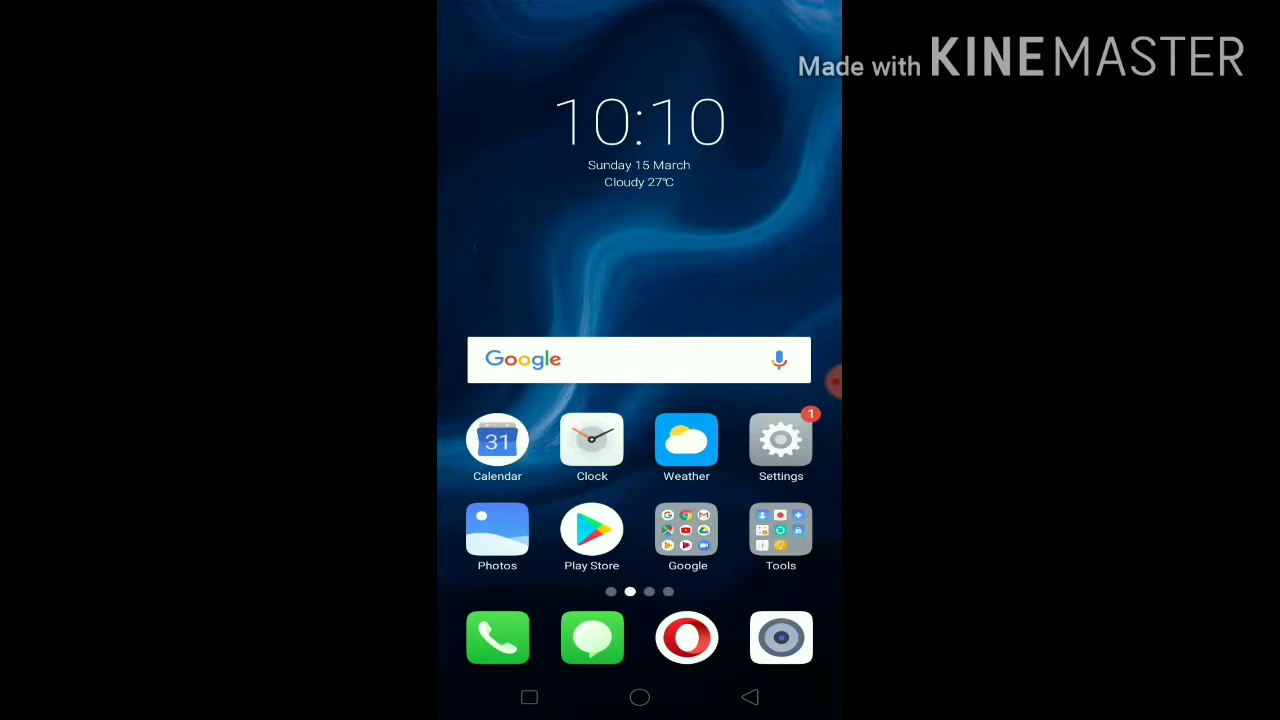 Made with KINEMASTER
10:10
Sunday 15 March
Cloudy 27°C
Google
31
1
Calendar
Clock
Weather
Settings
Photos
Play Store
Google
Tools